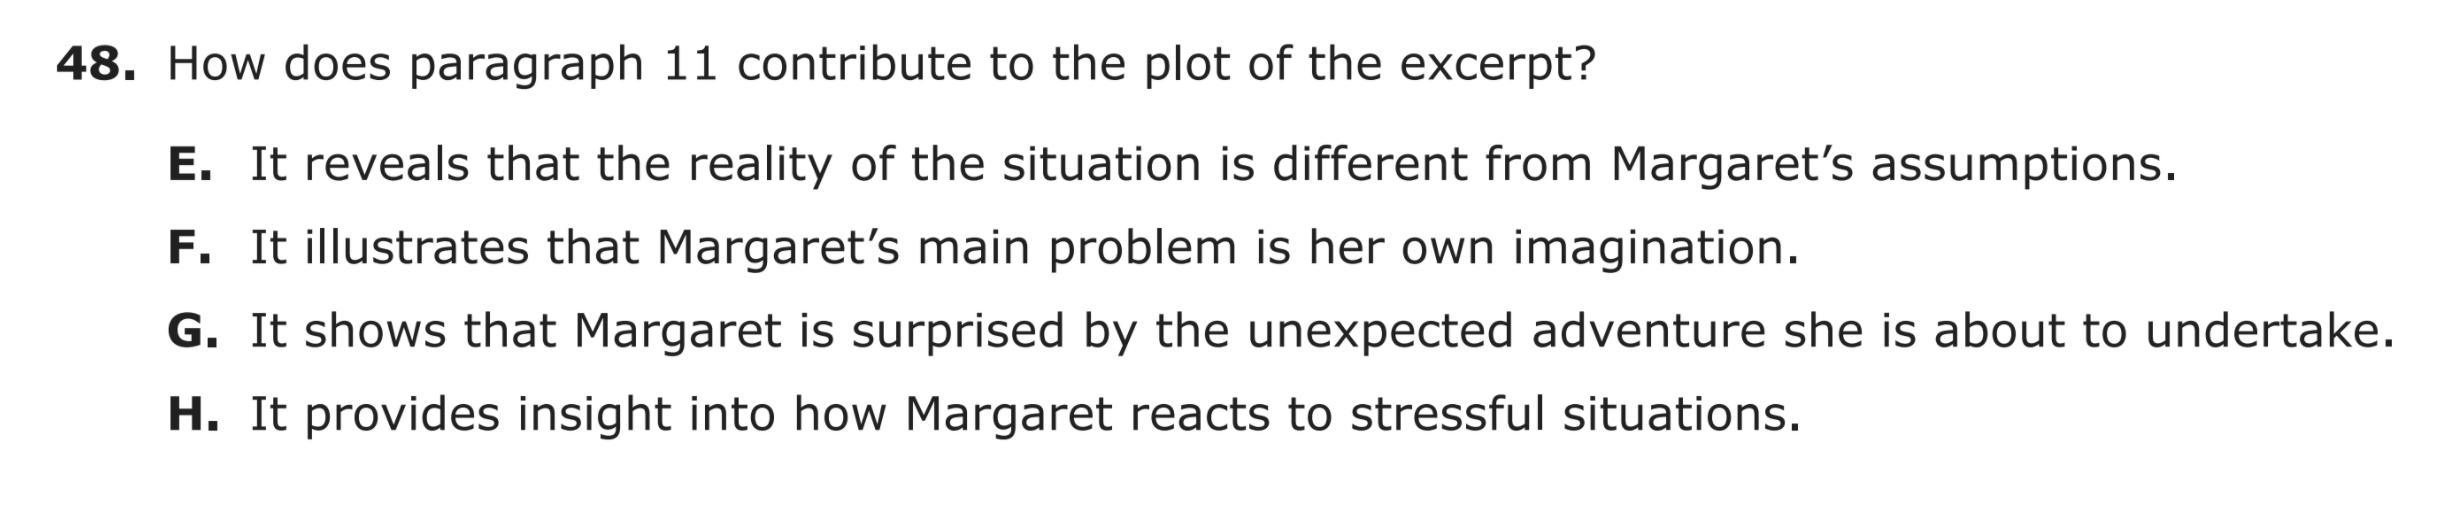 48. How does paragraph 11 contribute to the plot of the excerpt?
E. It reveals that the reality of the situation is different from Margaret’s assumptions.
F. It illustrates that Margaret’s main problem is her own imagination.
G. It shows that Margaret is surprised by the unexpected adventure she is about to undertake.
H. It provides insight into how Margaret reacts to stressful situations.